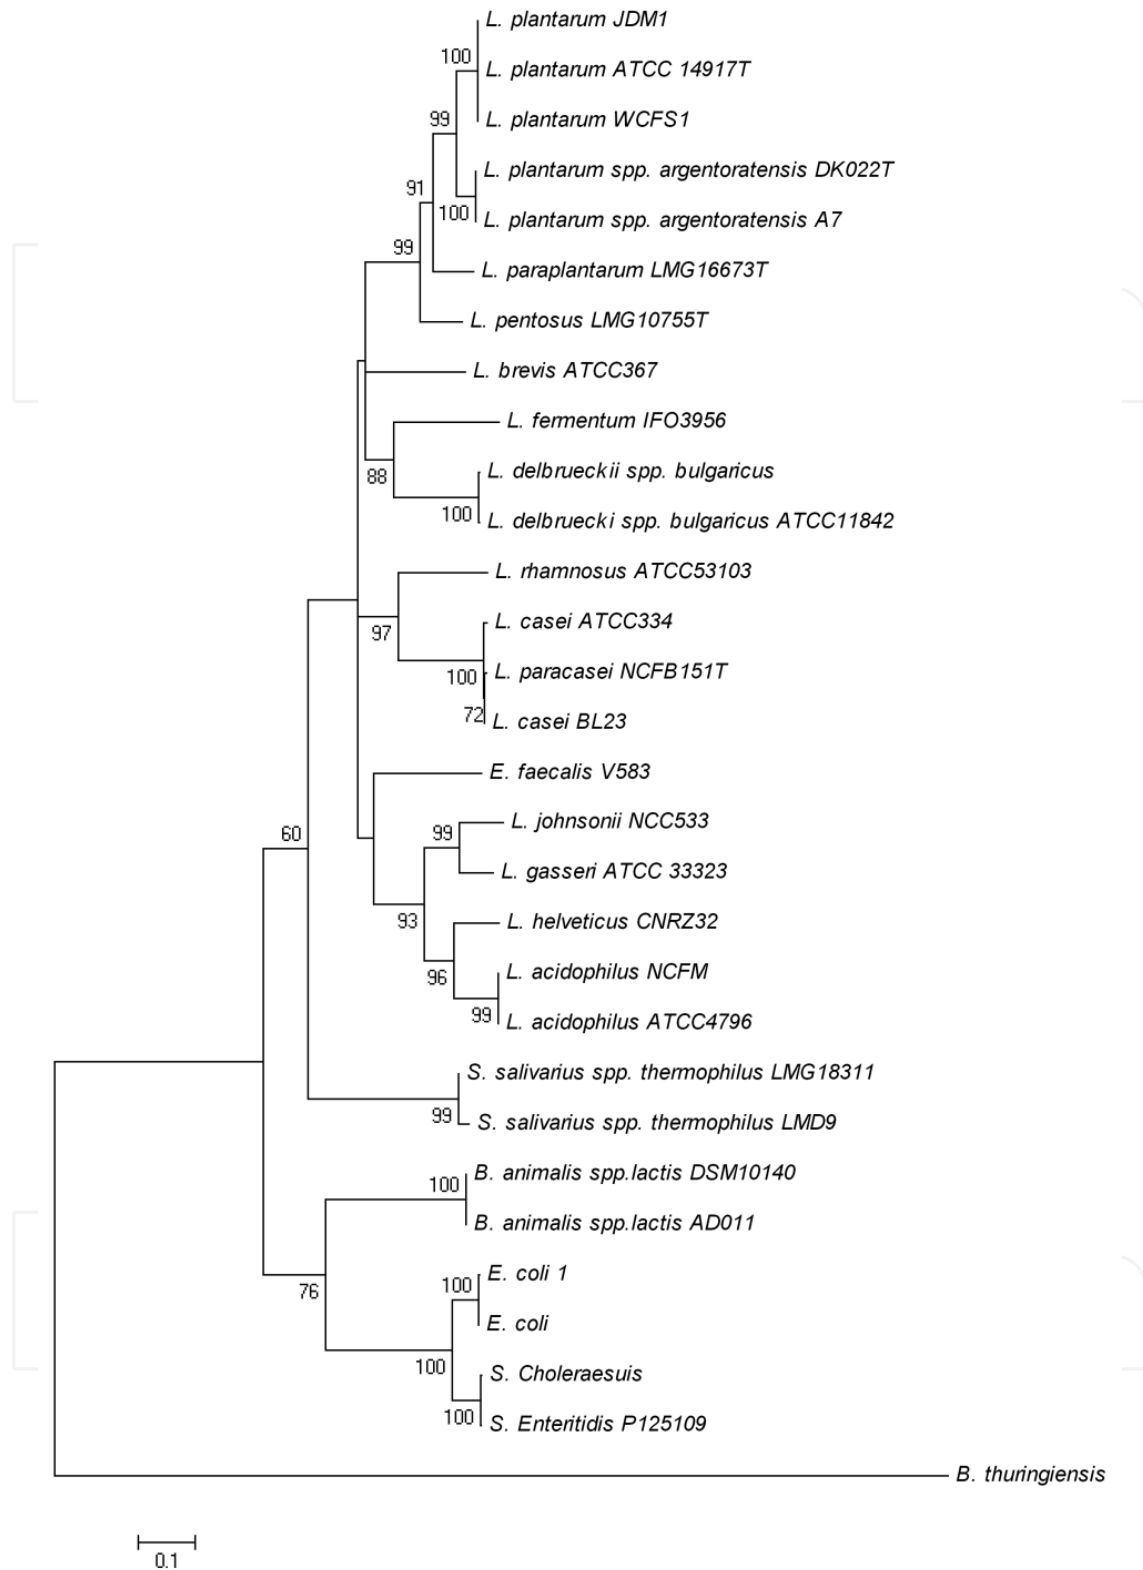 L. plantarum JDM1
100
L. plantarum ATCC 14917T
99
L. plantarum WCFS1
L. plantarum spp. argentoratensis DK022T
91
100
L. plantarum spp. argentoratensis A7
99
L. paraplantarum LMG16673T
L. pentosus LMG10755T
L. brevis ATCC367
L. fermentum IFO3956
88
L. delbrueckii spp. bulgaricus
100
L. delbruecki spp. bulgaricus ATCC11842
L. rhamnosus ATCC53103
97
L. casei ATCC334
100
L. paracasei NCFB151T
72
L. casei BL23
E. faecalis V583
60
99
L. johnsonii NCC533
L. gasseri ATCC 33323
93
L. helveticus CNRZ32
96
L. acidophilus NCFM
99
L. acidophilus ATCC4796
S. salivarius spp. thermophilus LMG18311
99
S. salivarius spp. thermophilus LMD9
B. animalis spp.lactis DSM10140
100
B. animalis spp.lactis AD011
76
E. coli 1
100
E. coli
100
S. Choleraesuis
100
S. Enteritidis P125109
B. thuringiensis
0.1